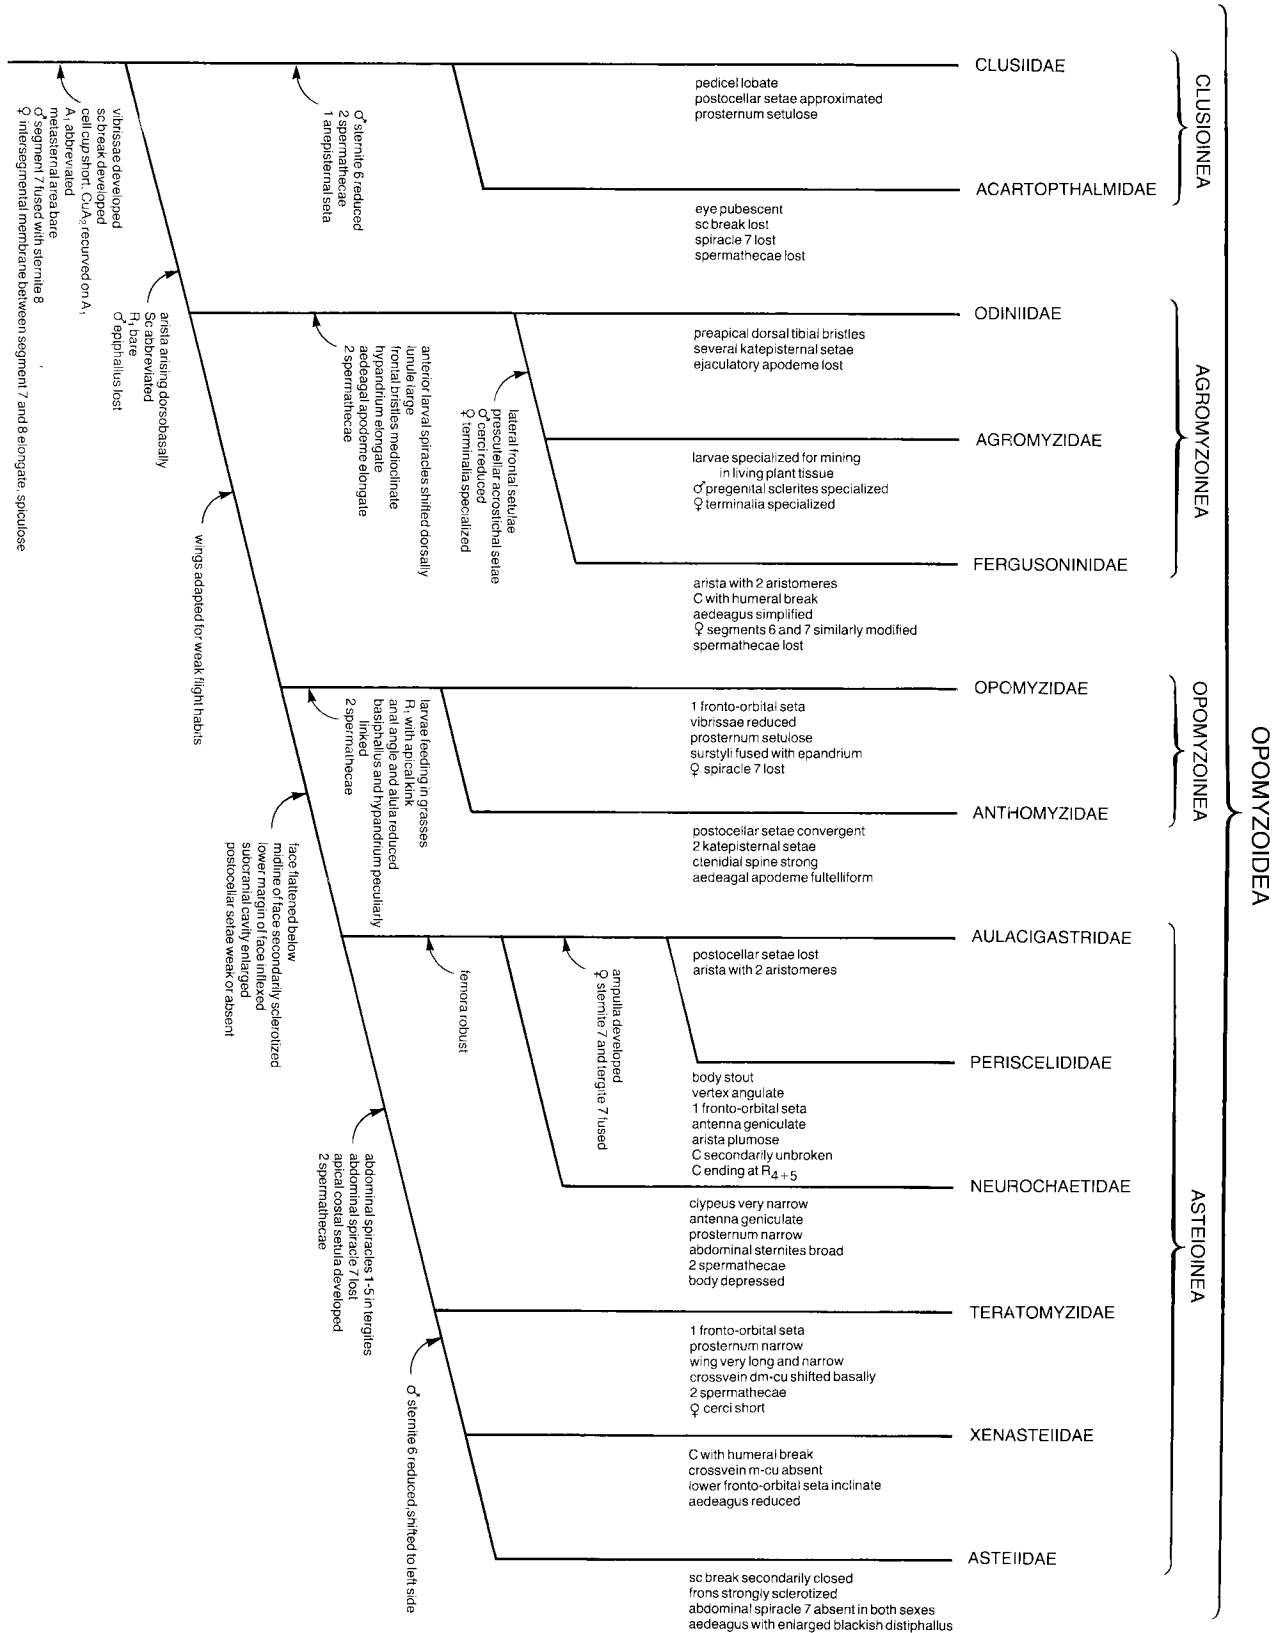 CLUSIIDAE
pedicel lobate
postocellar setae approximated
prosternum setulose
ACARTOPTHALMIDAE
eye pubescent
sc break lost
spiracle 7 lost
spermathecae lost
CLUSIOINEA
♂ sternite 6 reduced
2 spermathecae
1 anepisternal seta
vibrissae developed
sc break developed
cell cup short, CuA₂ recurved on A₁
A₁ abbreviated
metasternal area bare
♂ segment 7 fused with sternite 8
♀ intersegmental membrane between segment 7 and 8 elongate, spiculose
arista arising dorsobasally
Sc abbreviated
R₁ bare
♂ epiphallus lost
ODINIIDAE
preapical dorsal tibial bristles
several katepisternal setae
ejaculatory apodeme lost
AGROMYZIDAE
larvae specialized for mining
in living plant tissue
♂ pregenital sclerites specialized
♀ terminalia specialized
FERGUSONINIDAE
arista with 2 aristomeres
C with humeral break
aedeagus simplified
♀ segments 6 and 7 similarly modified
spermathecae lost
AGROMYZOINEA
anterior larval spiracles shifted dorsally
lunule large
frontal bristles medioclinate
hypandrium elongate
aedeagal apodeme elongate
2 spermathecae
lateral frontal setulae
prescutellar acrostichal setae
♂ cerci reduced
♀ terminalia specialized
wings adapted for weak flight habits
OPOMYZIDAE
1 fronto-orbital seta
vibrissae reduced
prosternum setulose
surstyli fused with epandrium
♀ spiracle 7 lost
ANTHOMYZIDAE
postocellar setae convergent
2 katepisternal setae
ctenidial spine strong
aedeagal apodeme fultelliform
OPOMYZOINEA
OPOMYZOIDEA
larvae feeding in grasses
R₁ with apical kink
anal angle and alula reduced
basiphallus and hypandrium peculiarly
linked
2 spermathecae
face flattened below
midline of face secondarily sclerotized
lower margin of face inflexed
subcranial cavity enlarged
postocellar setae weak or absent
AULACIGASTRIDAE
postocellar setae lost
arista with 2 aristomeres
PERISCELIDIDAE
body stout
vertex angulate
1 fronto-orbital seta
antenna geniculate
arista plumose
C secondarily unbroken
C ending at R₄₊₅
NEUROCHAETIDAE
clypeus very narrow
antenna geniculate
prosternum narrow
abdominal sternites broad
2 spermathecae
body depressed
femora robust
ampulla developed
♀ sternite 7 and tergite 7 fused
ASTEIOINEA
abdominal spiracles 1-5 in tergites
abdominal spiracle 7 lost
apical costal setula developed
2 spermathecae
TERATOMYZIDAE
1 fronto-orbital seta
prosternum narrow
wing very long and narrow
crossvein dm-cu shifted basally
2 spermathecae
♀ cerci short
♂ sternite 6 reduced, shifted to left side
XENASTEIIDAE
C with humeral break
crossvein m-cu absent
lower fronto-orbital seta inclinate
aedeagus reduced
ASTEIIDAE
sc break secondarily closed
frons strongly sclerotized
abdominal spiracle 7 absent in both sexes
aedeagus with enlarged blackish distiphallus